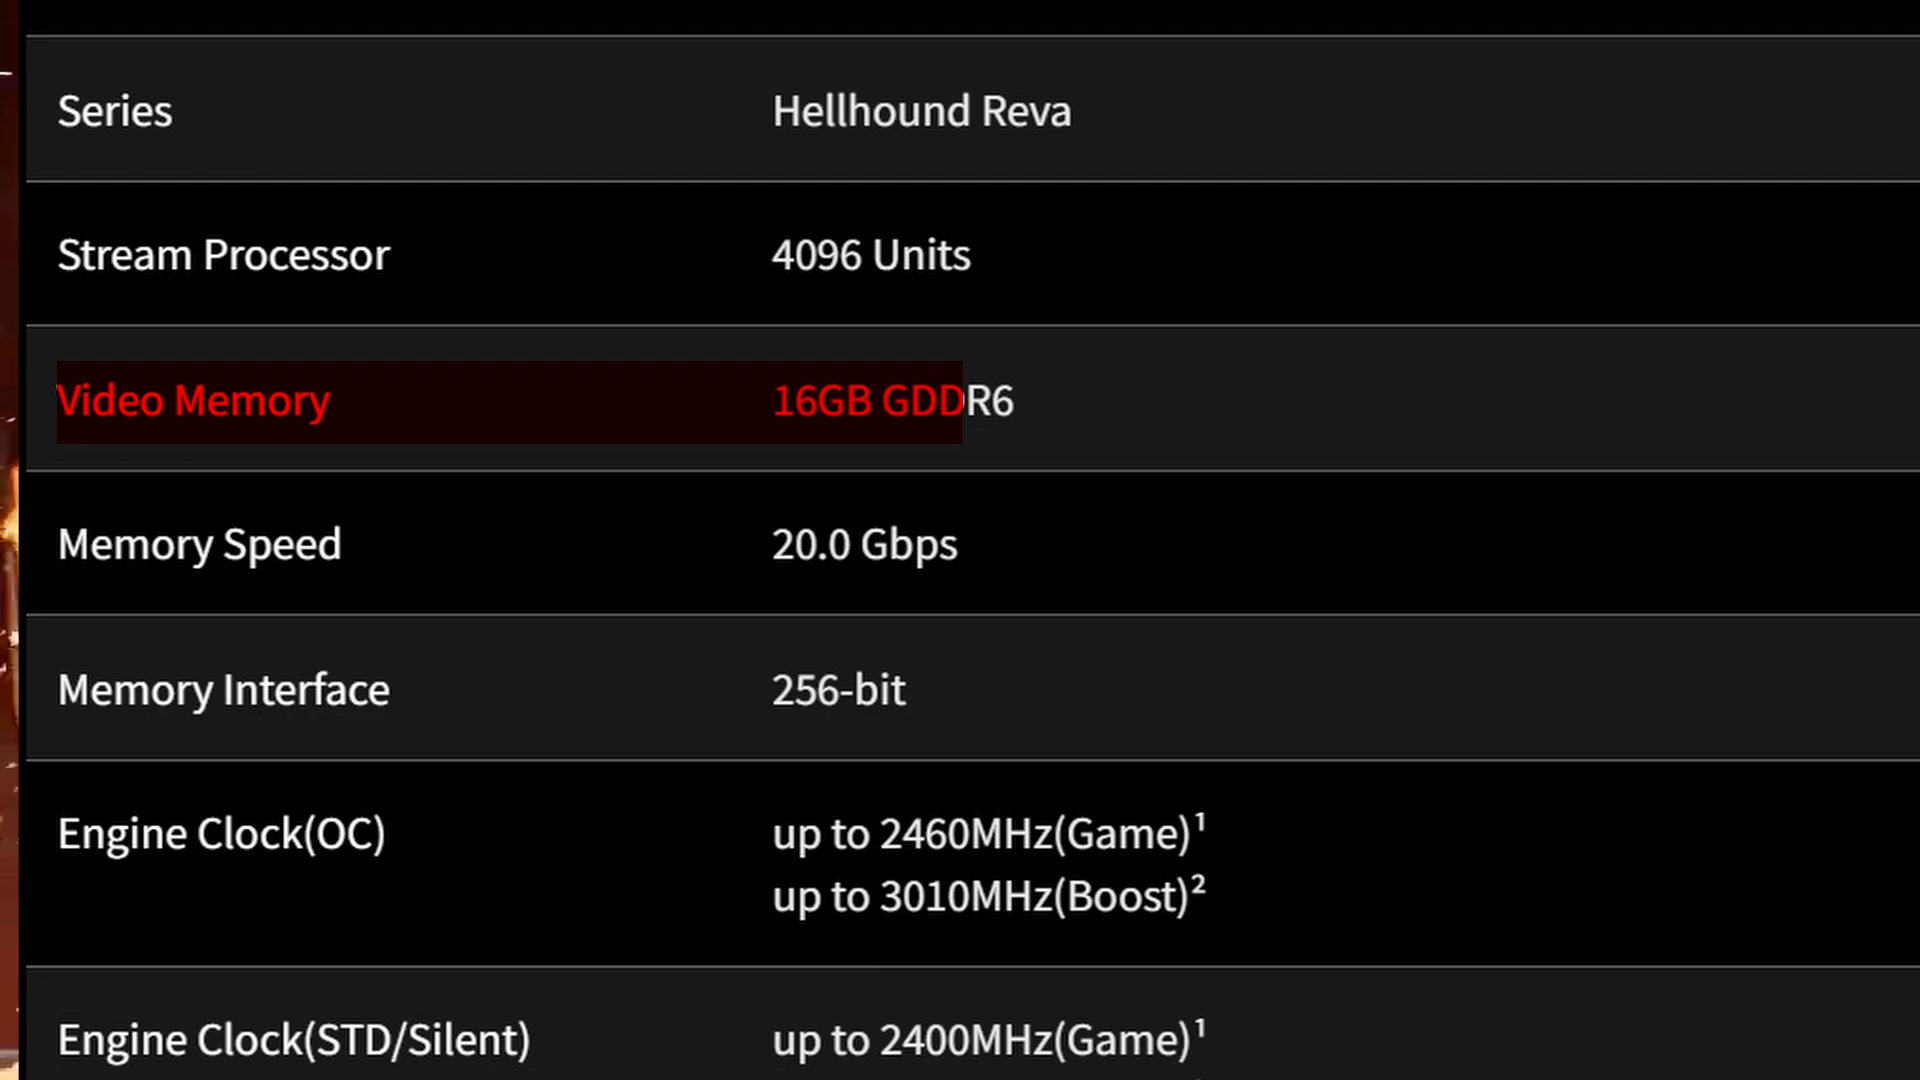 Series Hellhound Reva
Stream Processor 4096 Units
Video Memory 16GB GDDR6
Memory Speed 20.0 Gbps
Memory Interface 256-bit
Engine Clock(OC) up to 2460MHz(Game)¹
up to 3010MHz(Boost)²
Engine Clock(STD/Silent) up to 2400MHz(Game)¹